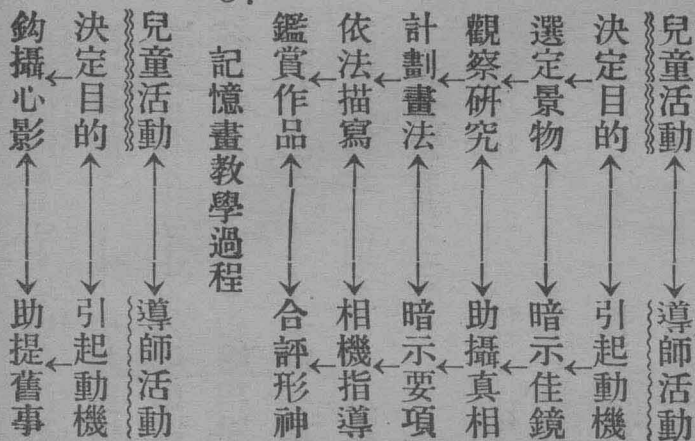 兒童活動 導師活動
決定目的 引起動機
選定景物 暗示佳鏡
觀察研究 助攝真相
計劃畫法 暗示要項
依法描寫 相機指導
鑑賞作品 合評形神
記憶畫教學過程
兒童活動 導師活動
決定目的 引起動機
鈎攝心影 助提舊事